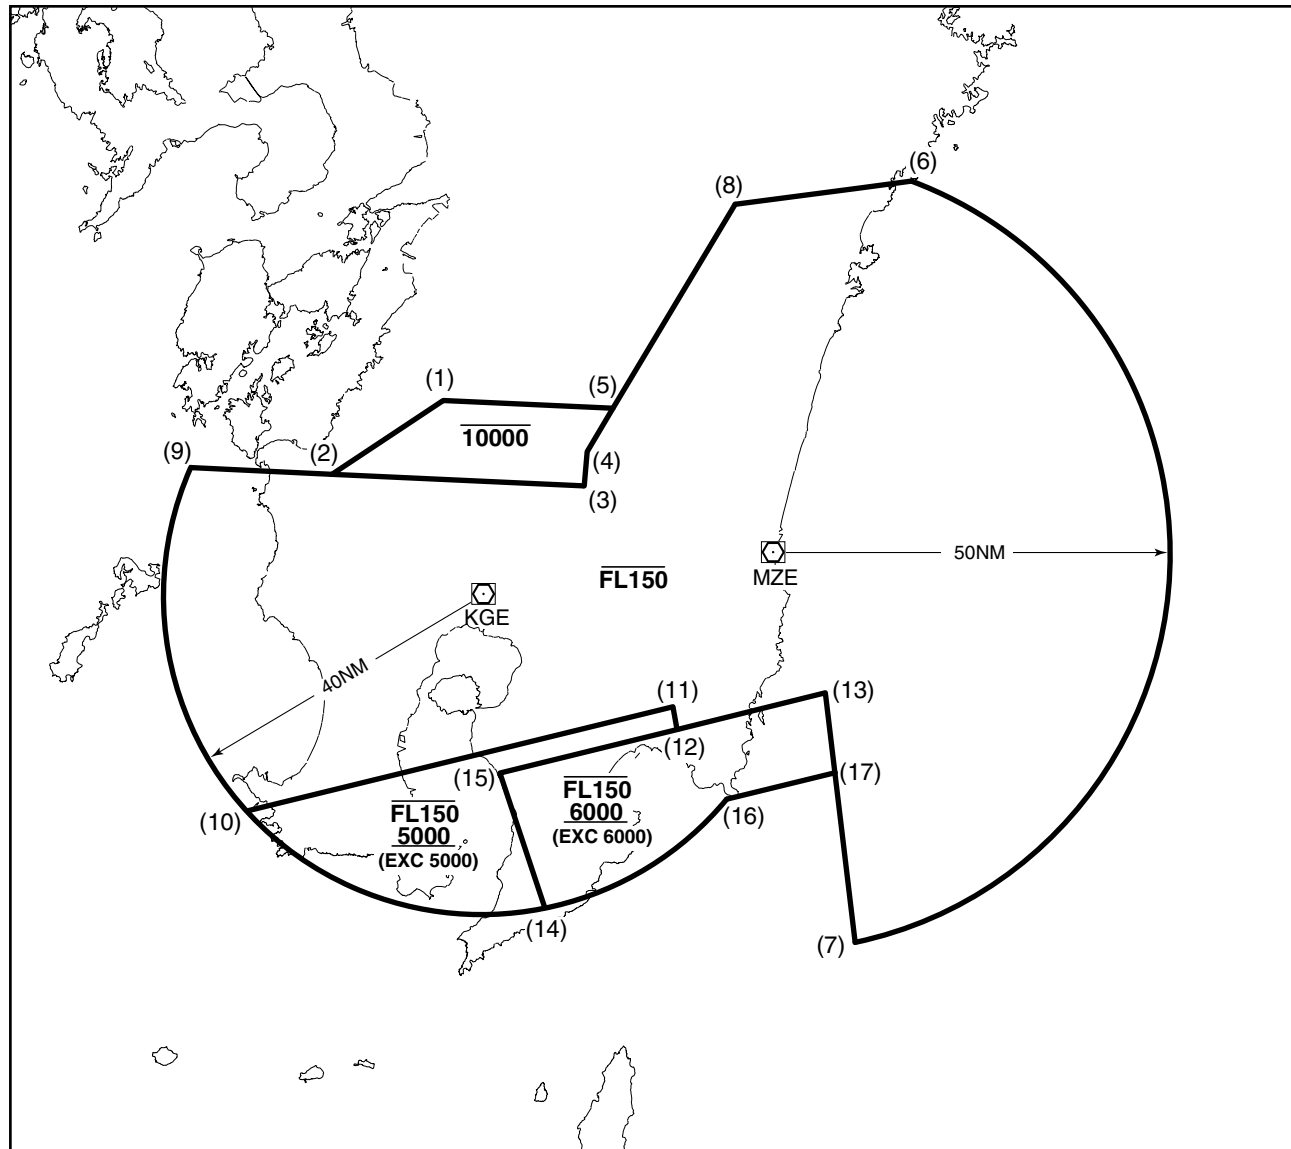 (6)
(8)
(1)
(5)
10000
(9)
(2)
(4)
(3)
50NM
MZE
FL150
KGE
40NM
(11)
(13)
(12)
(15)
(17)
FL150
6000
(EXC 6000)
FL150
5000
(EXC 5000)
(10)
(16)
(14)
(7)